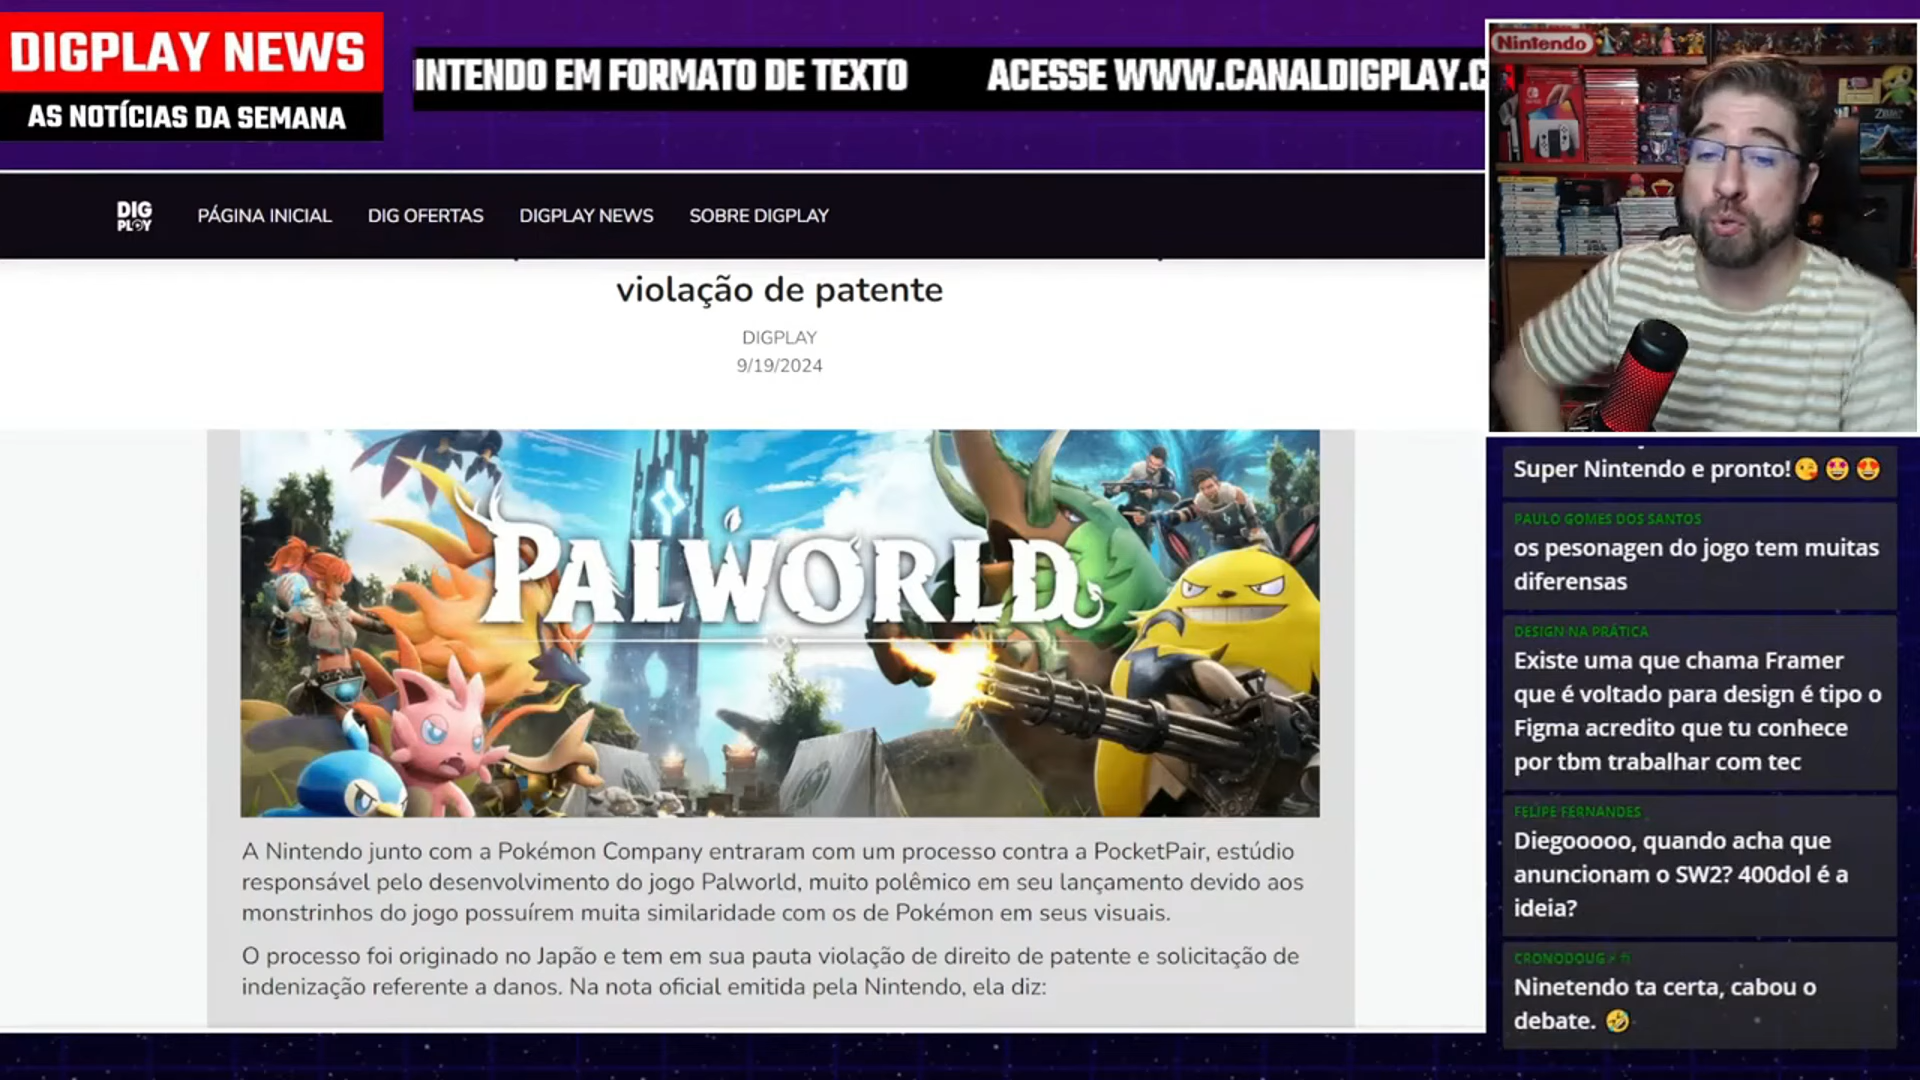 DIGPLAY NEWS
AS NOTÍCIAS DA SEMANA
INTENDO EM FORMATO DE TEXTO ACESSE WWW.CANALDIGPLAY.C
Nintendo
DIG
PLAY
PÁGINA INICIAL
DIG OFERTAS
DIGPLAY NEWS
SOBRE DIGPLAY
violação de patente
DIGPLAY
9/19/2024
PALWORLD
A Nintendo junto com a Pokémon Company entraram com um processo contra a PocketPair, estúdio
responsável pelo desenvolvimento do jogo Palworld, muito polêmico em seu lançamento devido aos
monstrinhos do jogo possuírem muita similaridade com os de Pokémon em seus visuais.
O processo foi originado no Japão e tem em sua pauta violação de direito de patente e solicitação de
indenização referente a danos. Na nota oficial emitida pela Nintendo, ela diz:
Super Nintendo e pronto!😘 🤩 😍
PAULO GOMES DOS SANTOS
os pesonagen do jogo tem muitas
diferensas
DESIGN NA PRÁTICA
Existe uma que chama Framer
que é voltado para design é tipo o
Figma acredito que tu conhece
por tbm trabalhar com tec
FELIPE FERNANDES
Diegooooo, quando acha que
anuncionam o SW2? 400dol é a
ideia?
CRONODOUG
Ninetendo ta certa, cabou o
debate. 🤣